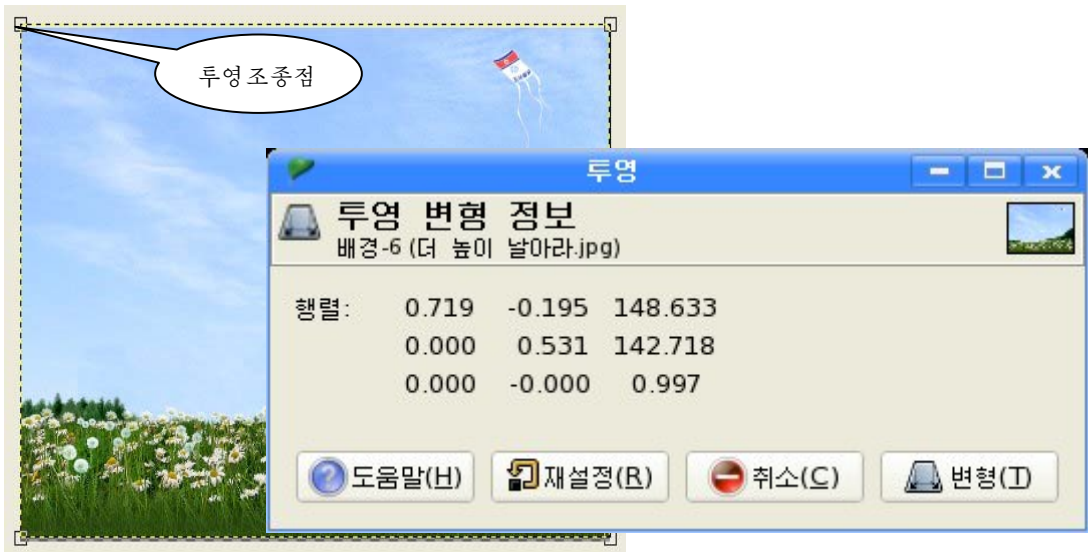 투영조종점
투영
투영 변형 정보
배경-6 (더 높이 날아라.jpg)
행렬: 0.719 -0.195 148.633
0.000 0.531 142.718
0.000 -0.000 0.997
도움말(H) 재설정(R) 취소(C) 변형(T)